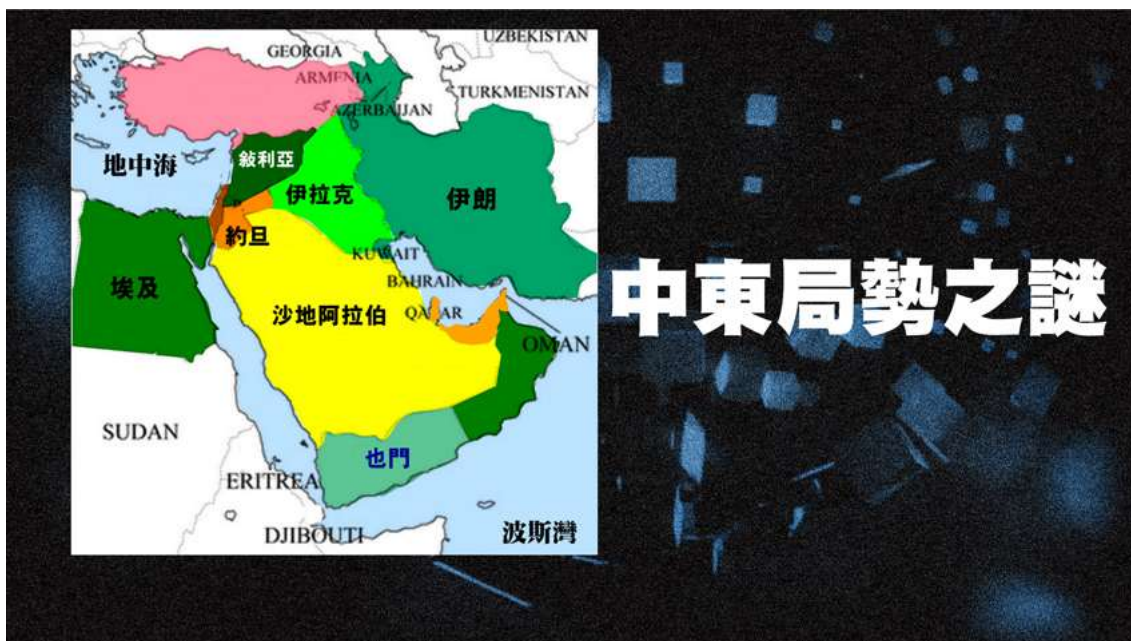 UZBEKISTAN
GEORGIA
ARMENIA
TURKMENISTAN
AZERBAIJAN
地中海
敍利亞
伊拉克
伊朗
約旦
KUWAIT
BAHRAIN
埃及
沙地阿拉伯
QATAR
OMAN
中東局勢之謎
SUDAN
也門
ERITREA
DJIBOUTI
波斯灣